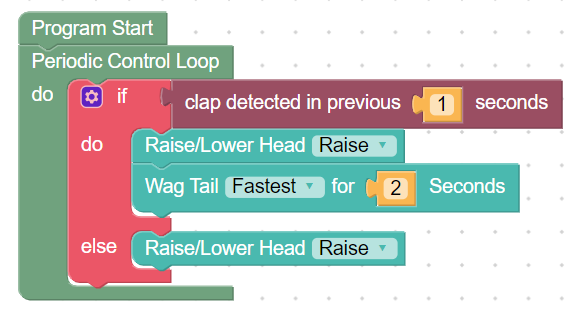 Program Start
Periodic Control Loop
do if clap detected in previous 1 seconds
do Raise/Lower Head Raise
Wag Tail Fastest for 2 Seconds
else Raise/Lower Head Raise